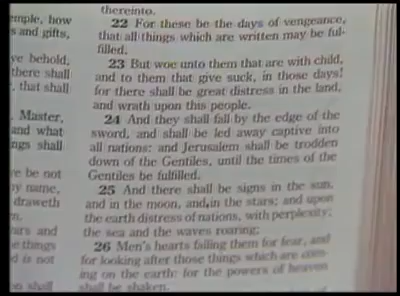 mple, how
s and gifts,
ye behold,
there shall
, that shall
. Master,
and what
ngs shall
e be not
y name,
draweth
n.
airs and
e things
d is not
n shall
thereinto.
22 For these be the days of vengeance,
that all things which are written may be ful-
filled.
23 But woe unto them that are with child,
and to them that give suck, in those days!
for there shall be great distress in the land,
and wrath upon this people.
24 And they shall fall by the edge of the
sword, and shall be led away captive into
all nations: and Jerusalem shall be trodden
down of the Gentiles, until the times of the
Gentiles be fulfilled.
25 And there shall be signs in the sun,
and in the moon, and in the stars; and upon
the earth distress of nations, with perplexity;
the sea and the waves roaring;
26 Men's hearts failing them for fear, and
for looking after those things which are com-
ing on the earth: for the powers of heaven
shall be shaken.